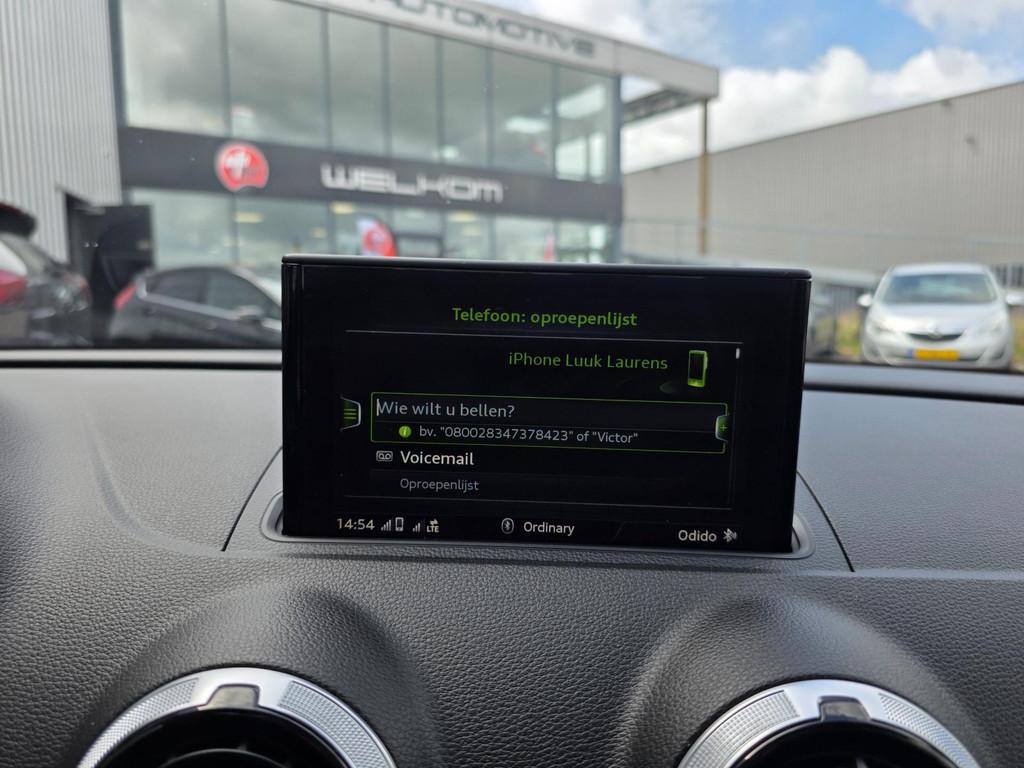 AUTOMOTIVE
WELKOM
Telefoon: oproepenlijst
iPhone Luuk Laurens
Wie wilt u bellen?
bv. "080028347378423" of "Victor"
Voicemail
Oproepenlijst
14:54 LTE Ordinary Odido